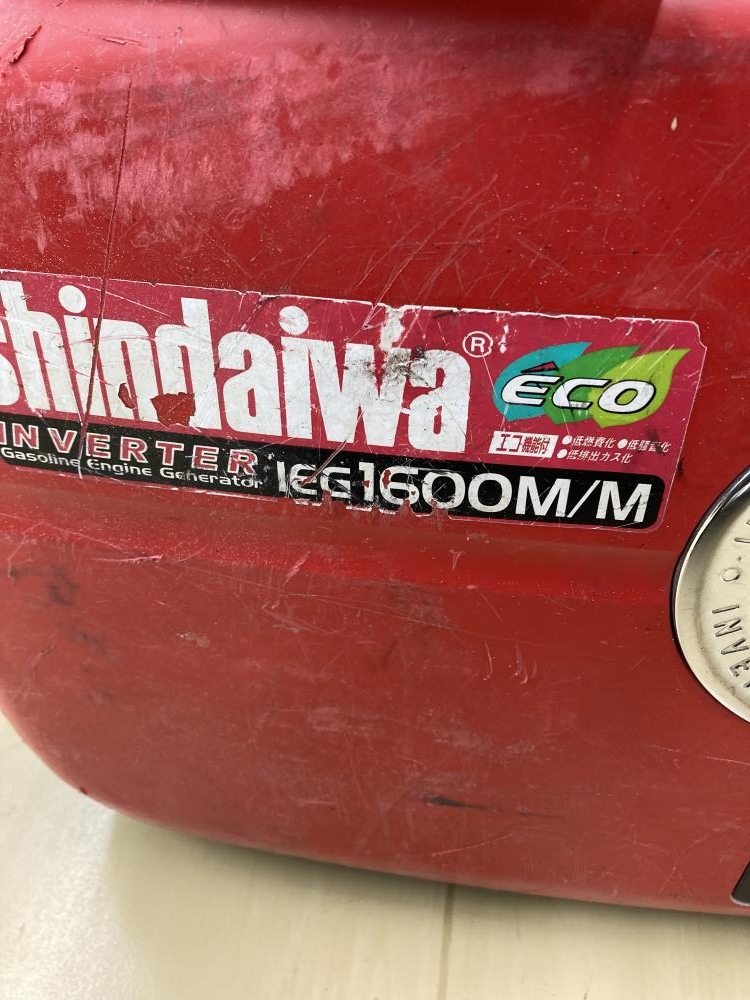 shindaiwa®
eco
エコ機能付 ●低燃費化 ●低騒音化
●低排出ガス化
INVERTER
Gasoline Engine Generator IEG1600M/M